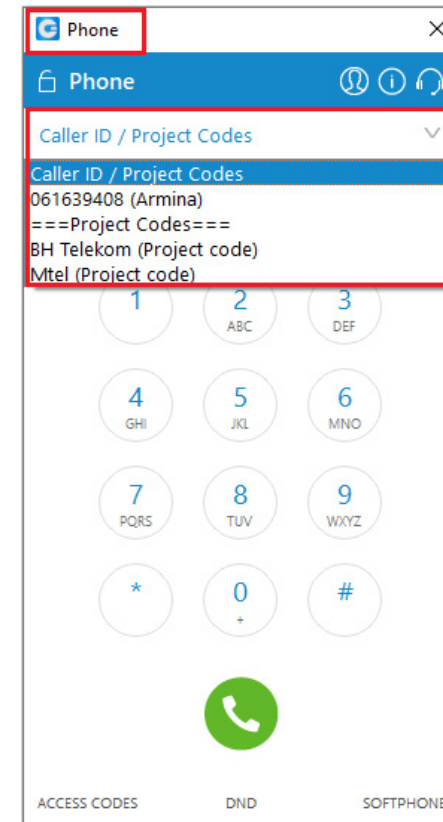 Phone
Phone
Caller ID / Project Codes
Caller ID / Project Codes
061639408 (Armina)
===Project Codes===
BH Telekom (Project code)
Mtel (Project code)
1 2 3
ABC DEF
4 5 6
GHI JKL MNO
7 8 9
PQRS TUV WXYZ
* 0 #
+
ACCESS CODES DND SOFTPHONE